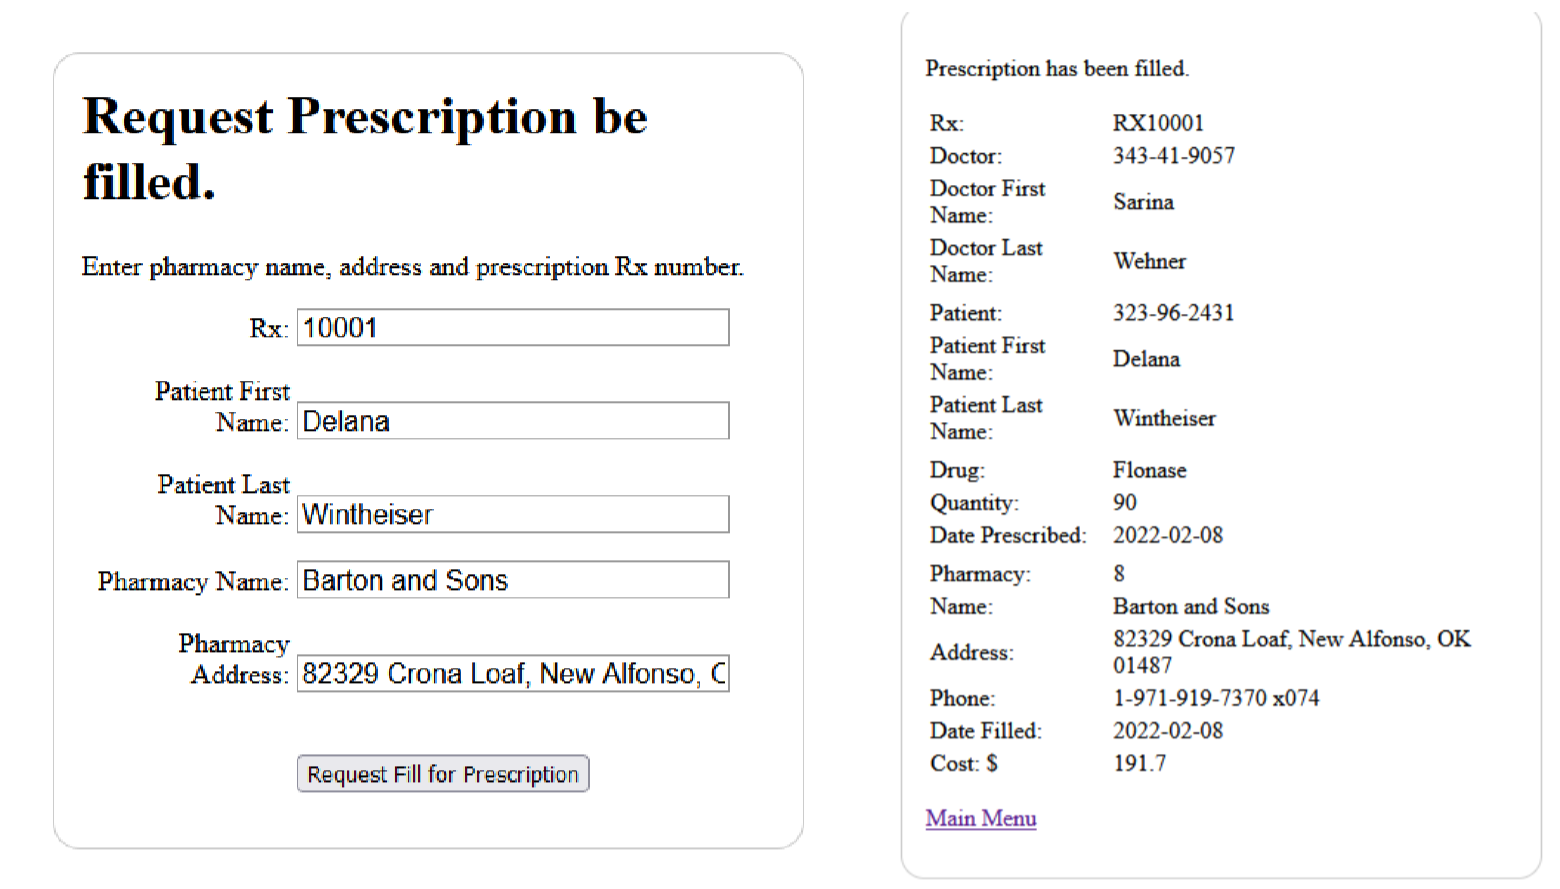 Request Prescription be
filled.
Enter pharmacy name, address and prescription Rx number.
Rx: 10001
Patient First
Name: Delana
Patient Last
Name: Wintheiser
Pharmacy Name: Barton and Sons
Pharmacy
Address: 82329 Crona Loaf, New Alfonso, O
Request Fill for Prescription
Prescription has been filled.
Rx: RX10001
Doctor: 343-41-9057
Doctor First
Name: Sarina
Doctor Last
Name: Wehner
Patient: 323-96-2431
Patient First
Name: Delana
Patient Last
Name: Wintheiser
Drug: Flonase
Quantity: 90
Date Prescribed: 2022-02-08
Pharmacy: 8
Name: Barton and Sons
Address: 82329 Crona Loaf, New Alfonso, OK
01487
Phone: 1-971-919-7370 x074
Date Filled: 2022-02-08
Cost: $ 191.7
Main Menu